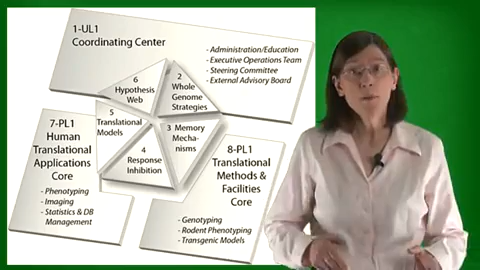 1-UL1
Coordinating Center
- Administration/Education
- Executive Operations Team
- Steering Committee
- External Advisory Board
6
Hypothesis
Web
2
Whole
Genome
Strategies
5
Translational
Models
3 Memory
Mecha-
nisms
4
Response
Inhibition
7-PL1
Human
Translational
Applications
Core
- Phenotyping
- Imaging
- Statistics & DB
Management
8-PL1
Translational
Methods &
Facilities
Core
- Genotyping
- Rodent Phenotyping
- Transgenic Models